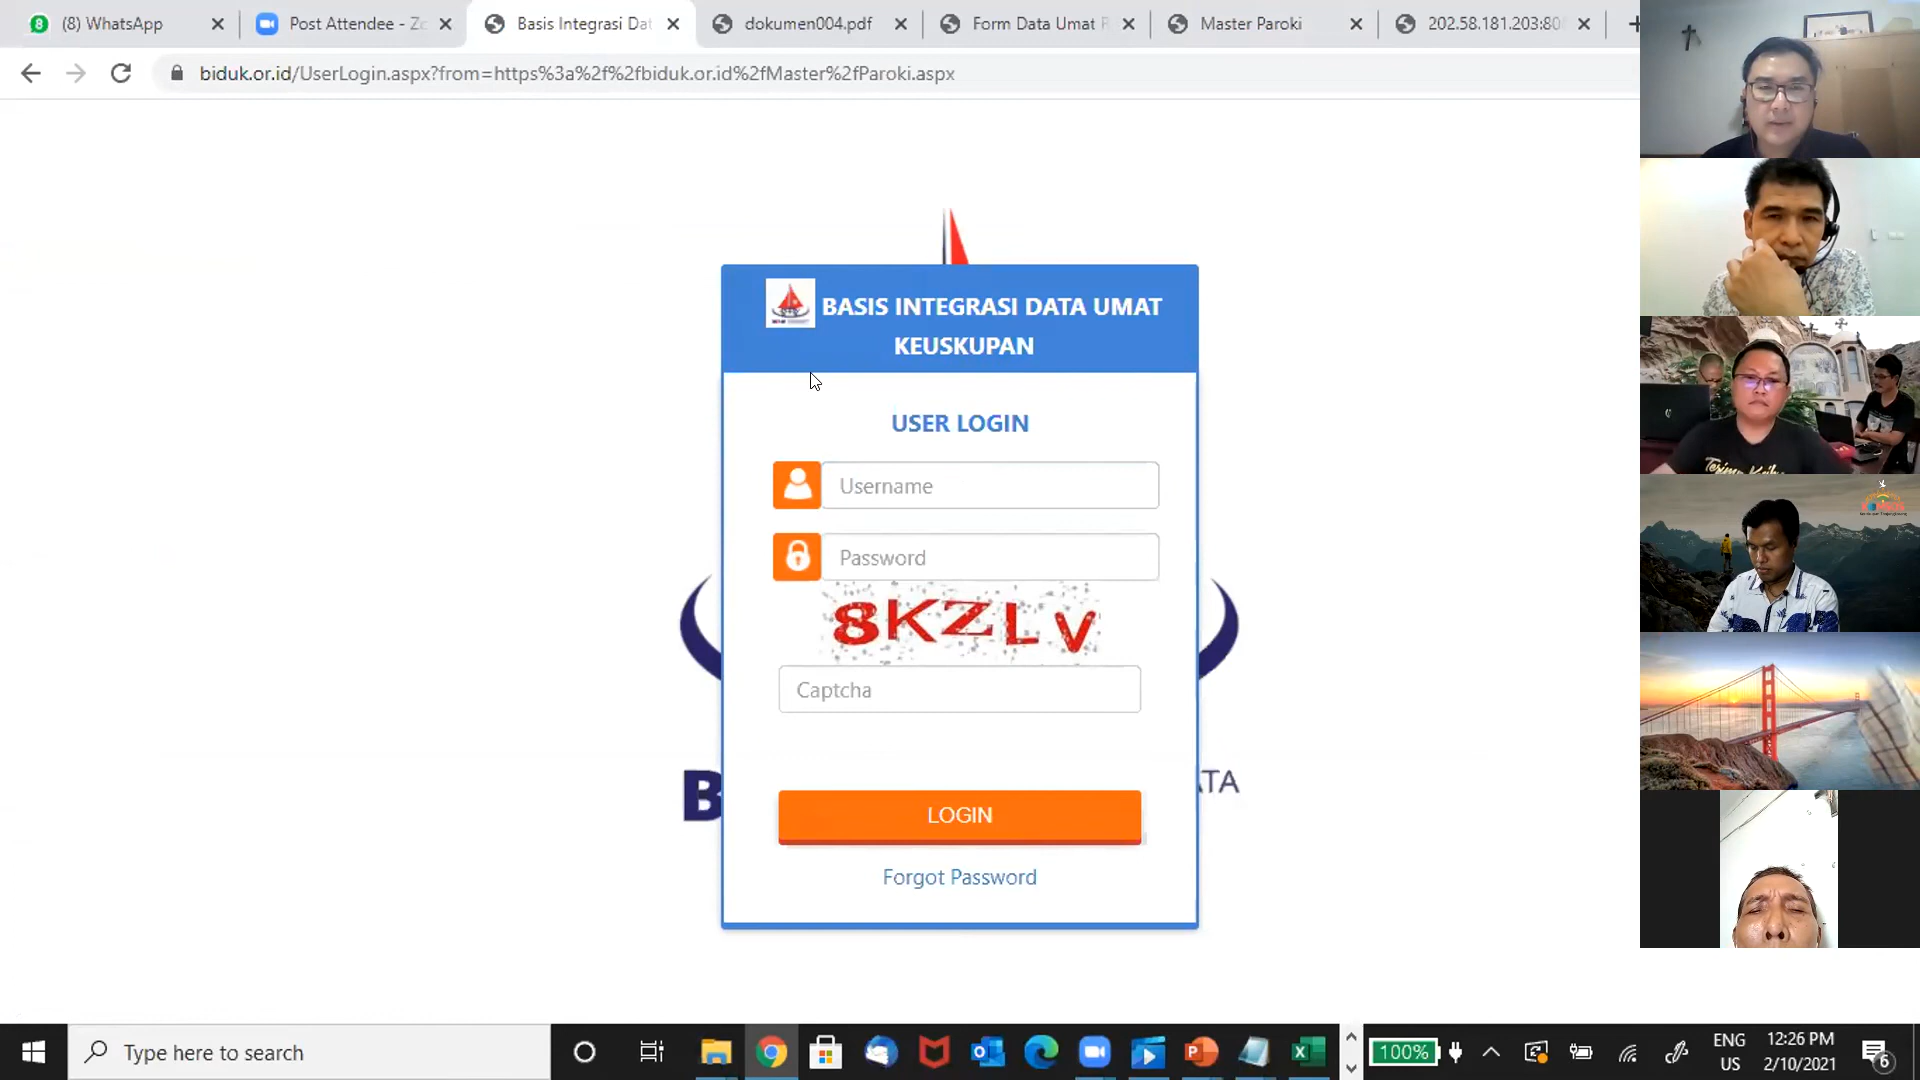 (8) WhatsApp
Post Attendee - Zo
Basis Integrasi Dat
dokumen004.pdf
Form Data Umat
Master Paroki
202.58.181.203:80
biduk.or.id/UserLogin.aspx?from=https%3a%2f%2fbiduk.or.id%2fMaster%2fParoki.aspx
BASIS INTEGRASI DATA UMAT
KEUSKUPAN
USER LOGIN
Username
Password
8KZLV
Captcha
B
ATA
LOGIN
Forgot Password
Type here to search
100%
ENG
US
12:26 PM
2/10/2021
6